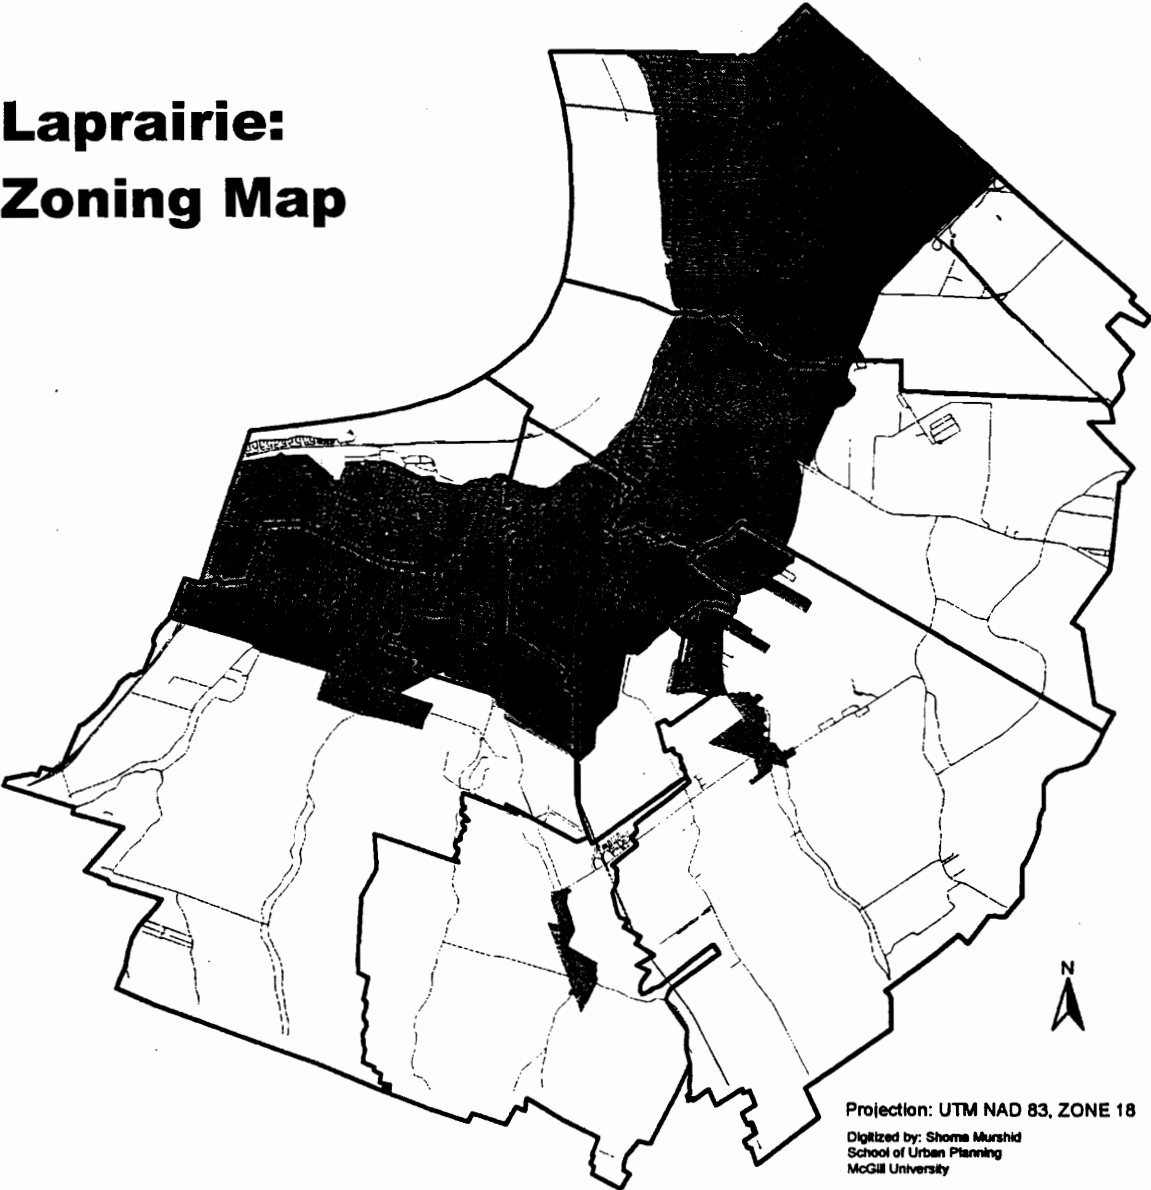 Laprairie:
Zoning Map
N
Projection: UTM NAD 83, ZONE 18
Digitized by: Shoma Murshid
School of Urban Planning
McGill University